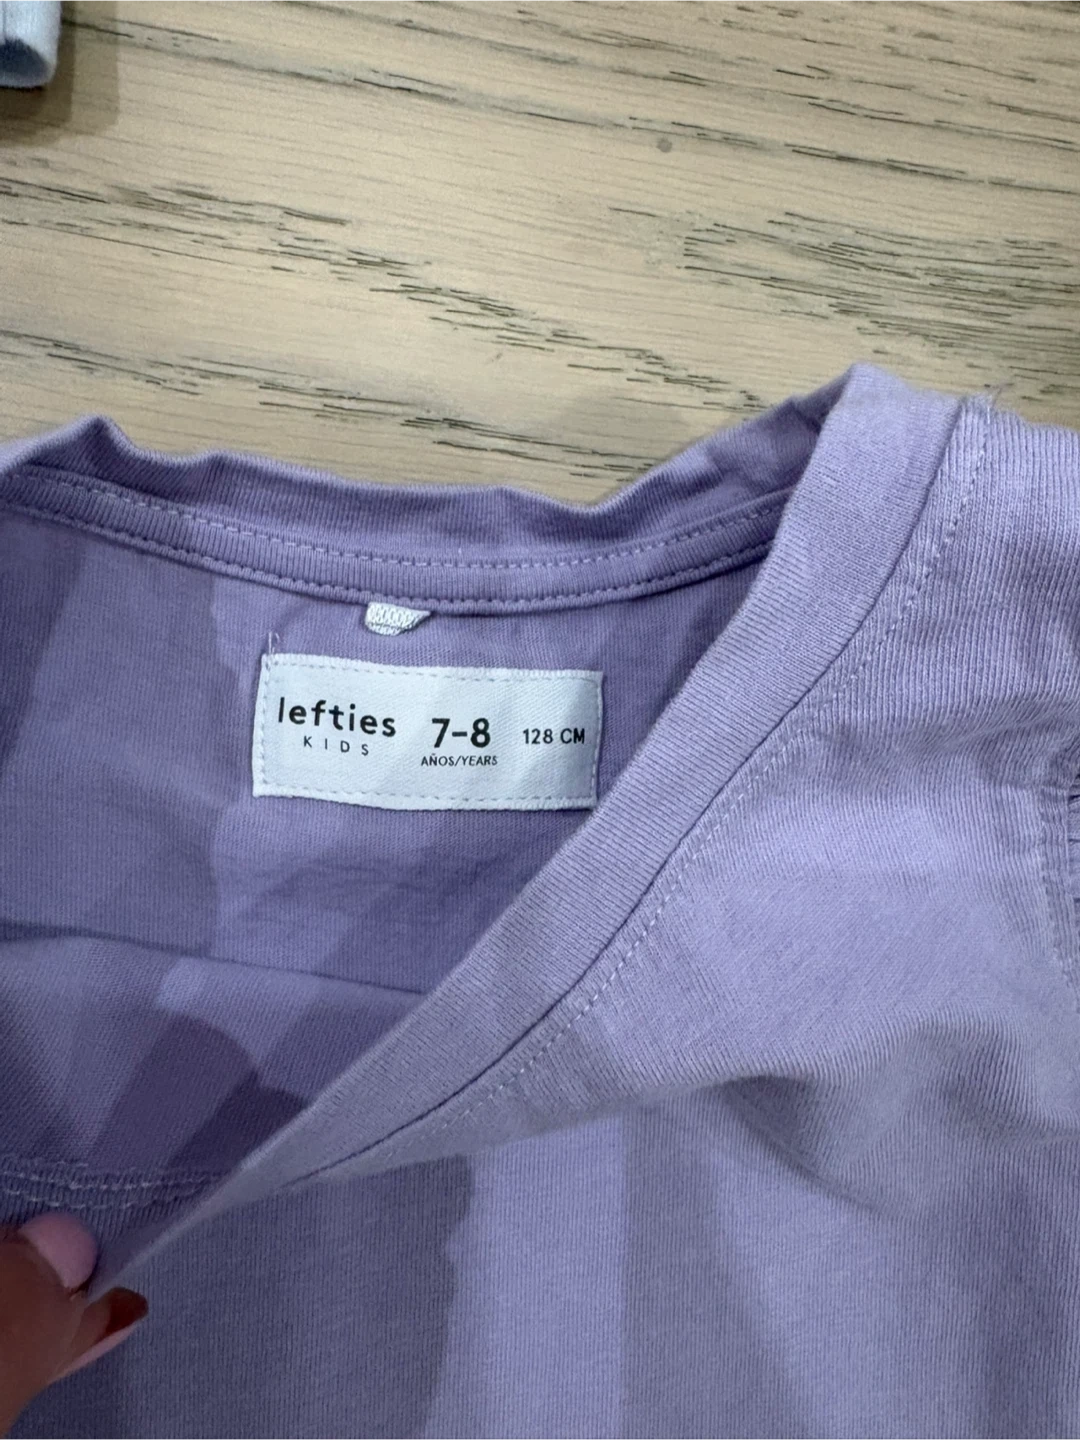 lefties
KIDS
7-8
AÑOS/YEARS
128 CM